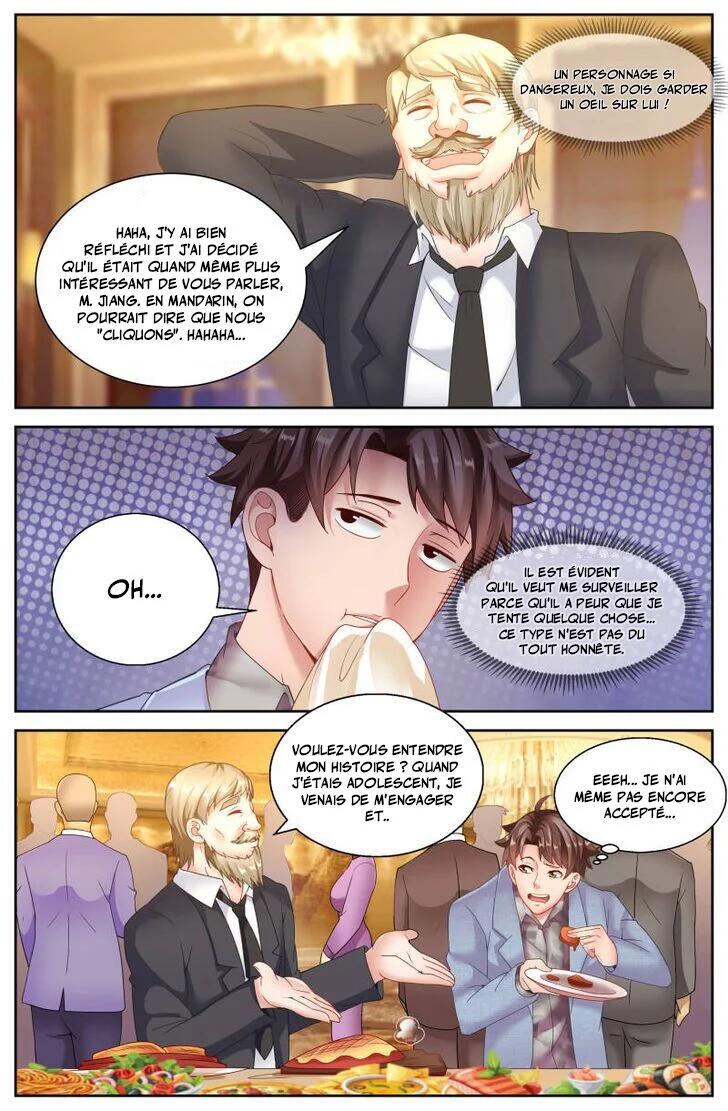 UN PERSONNAGE SI
DANGEREUX, JE DOIS GARDER
UN OEIL SUR LUI !
HAHA, J'Y AI BIEN
RÉFLÉCHI ET J'AI DÉCIDÉ
QU'IL ÉTAIT QUAND MÊME PLUS
INTÉRESSANT DE VOUS PARLER,
M. JIANG. EN MANDARIN, ON
POURRAIT DIRE QUE NOUS
"CLIQUONS". HAHAHA...
OH...
IL EST ÉVIDENT
QU'IL VEUT ME SURVEILLER
PARCE QU'IL A PEUR QUE JE
TENTE QUELQUE CHOSE...
CE TYPE N'EST PAS DU
TOUT HONNÊTE.
VOULEZ-VOUS ENTENDRE
MON HISTOIRE ? QUAND
J'ÉTAIS ADOLESCENT, JE
VENAIS DE M'ENGAGER
ET..
EEEH... JE N'AI
MÊME PAS ENCORE
ACCEPTÉ...